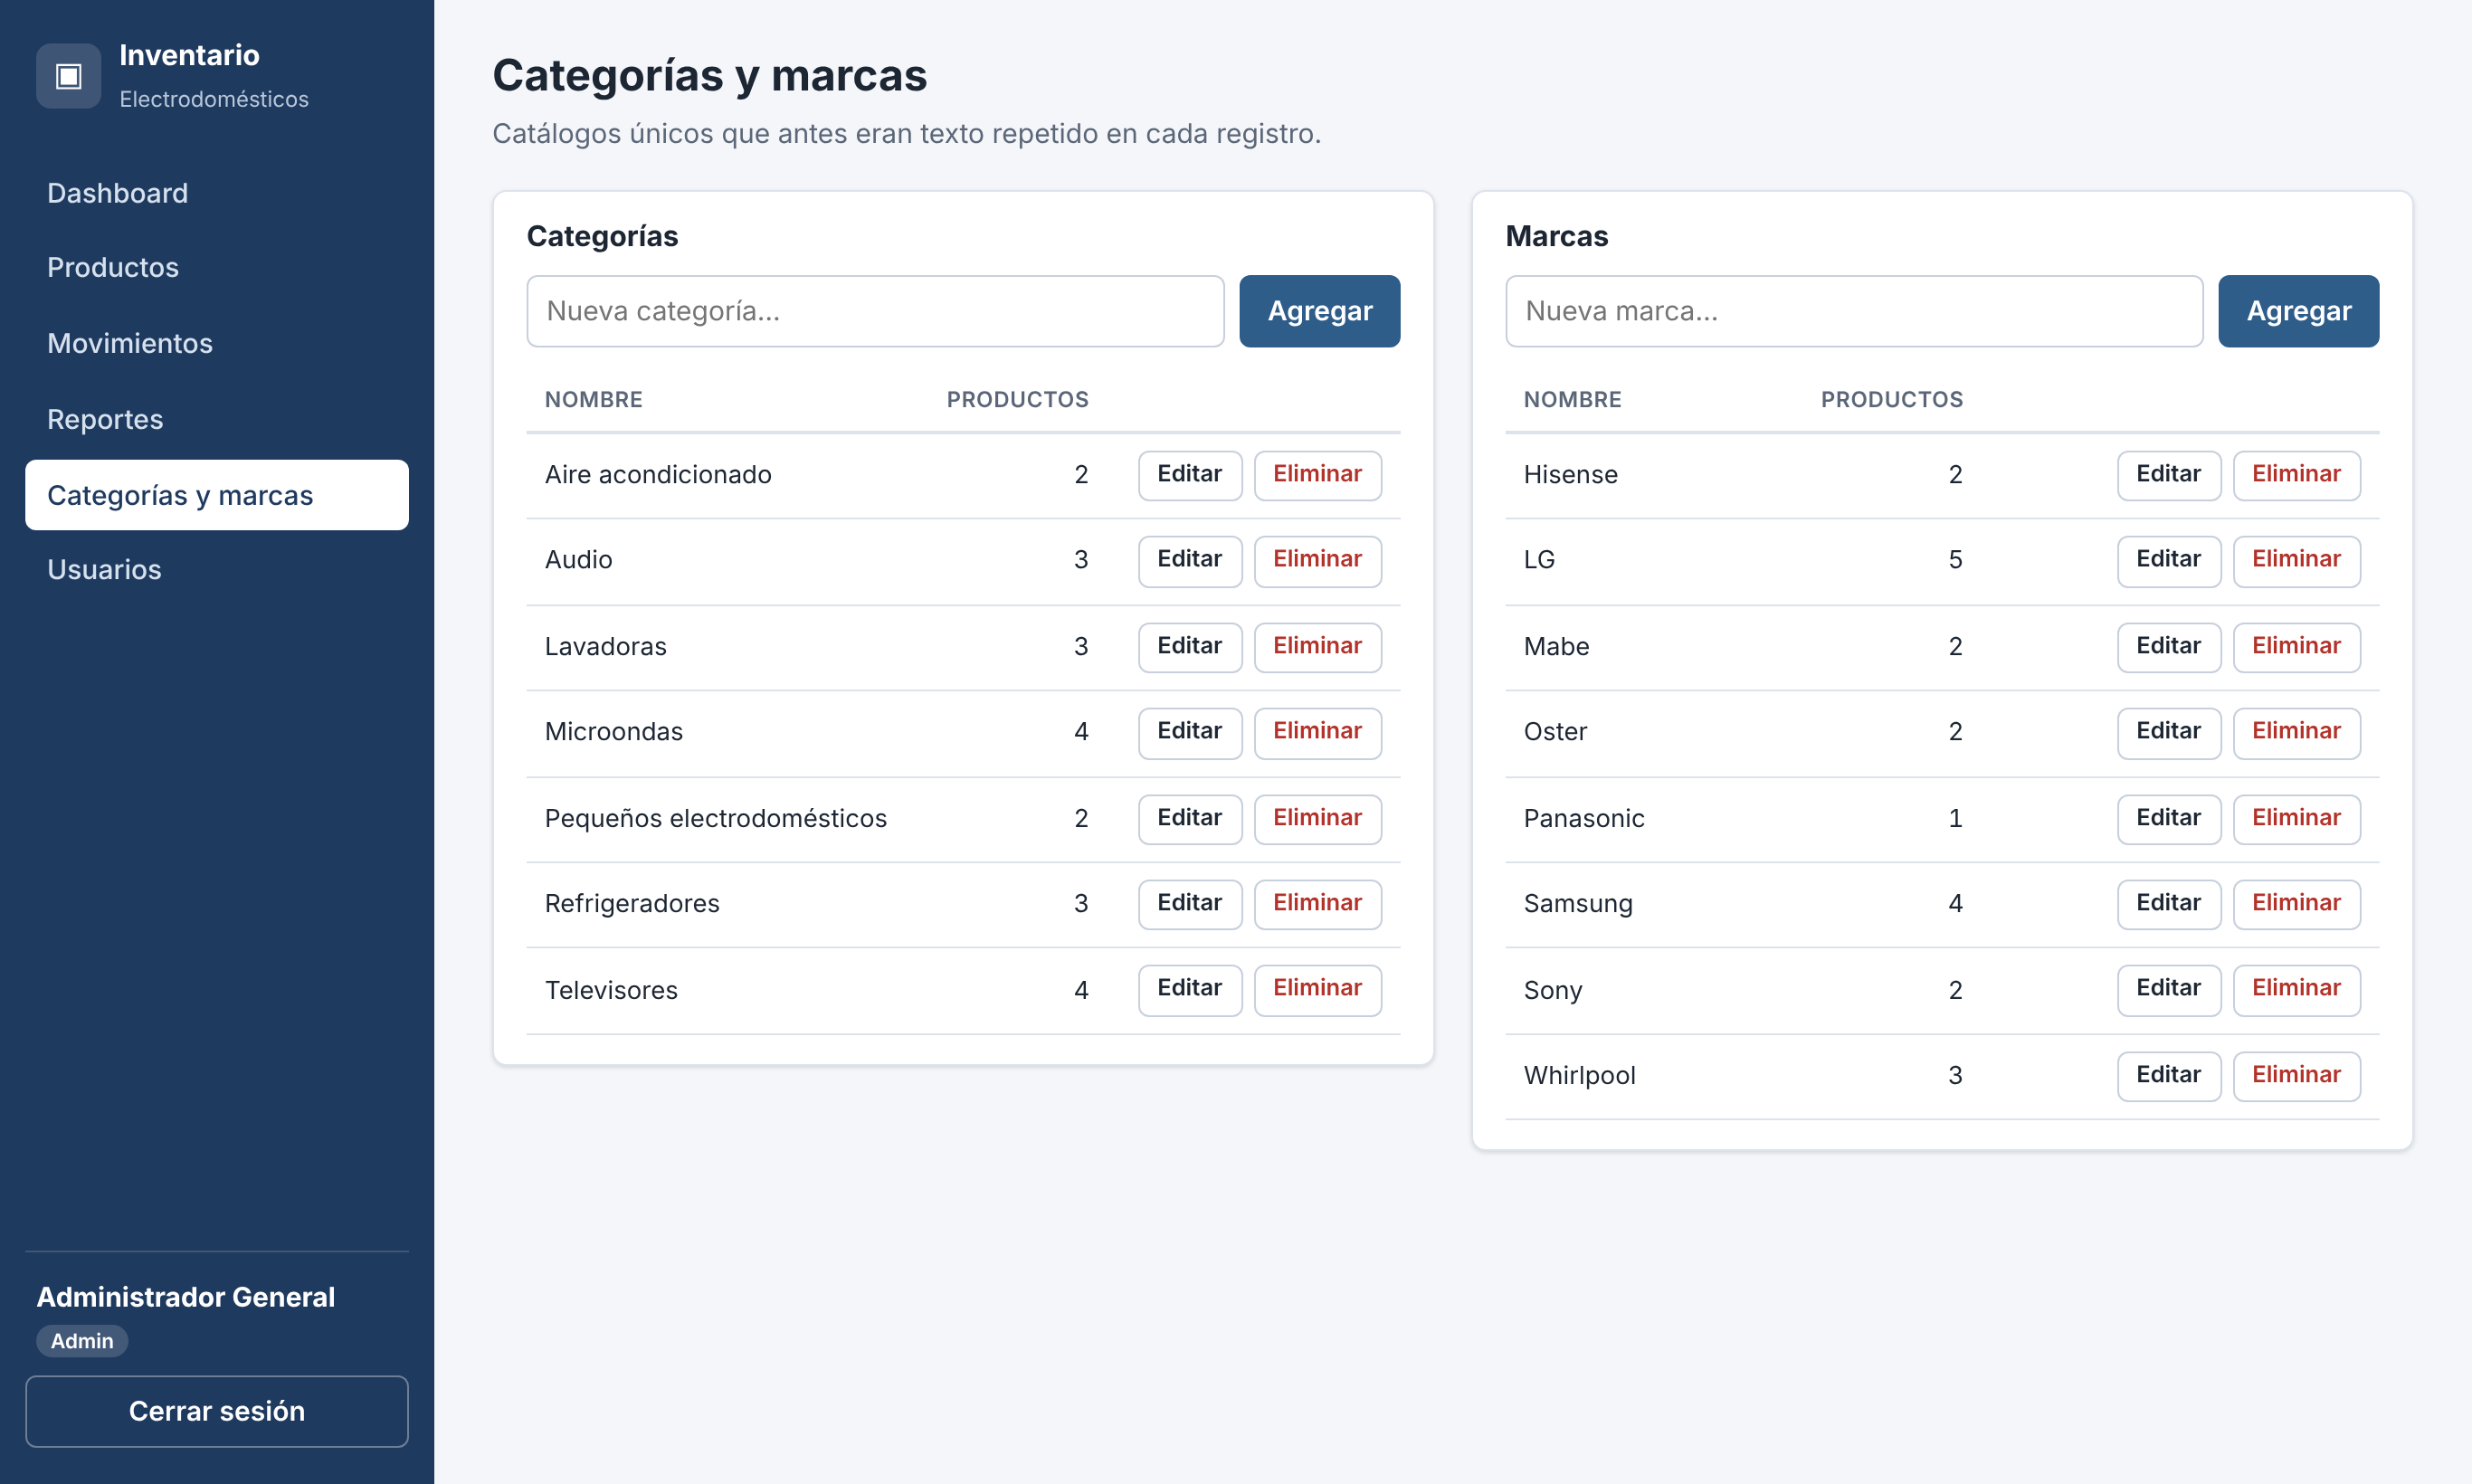 Inventario
Electrodomésticos
Dashboard
Productos
Movimientos
Reportes
Categorías y marcas
Usuarios
Administrador General
Admin
Cerrar sesión
Categorías y marcas
Catálogos únicos que antes eran texto repetido en cada registro.
Categorías
Nueva categoría...
Agregar
NOMBRE PRODUCTOS
Aire acondicionado 2 Editar Eliminar
Audio 3 Editar Eliminar
Lavadoras 3 Editar Eliminar
Microondas 4 Editar Eliminar
Pequeños electrodomésticos 2 Editar Eliminar
Refrigeradores 3 Editar Eliminar
Televisores 4 Editar Eliminar
Marcas
Nueva marca...
Agregar
NOMBRE PRODUCTOS
Hisense 2 Editar Eliminar
LG 5 Editar Eliminar
Mabe 2 Editar Eliminar
Oster 2 Editar Eliminar
Panasonic 1 Editar Eliminar
Samsung 4 Editar Eliminar
Sony 2 Editar Eliminar
Whirlpool 3 Editar Eliminar